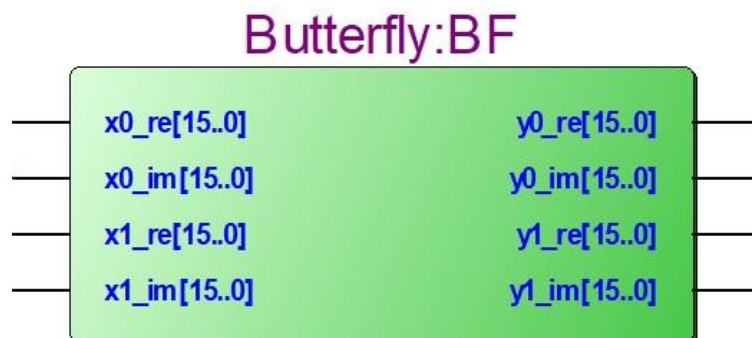 Butterfly:BF
x0_re[15..0] y0_re[15..0]
x0_im[15..0] y0_im[15..0]
x1_re[15..0] y1_re[15..0]
x1_im[15..0] y1_im[15..0]